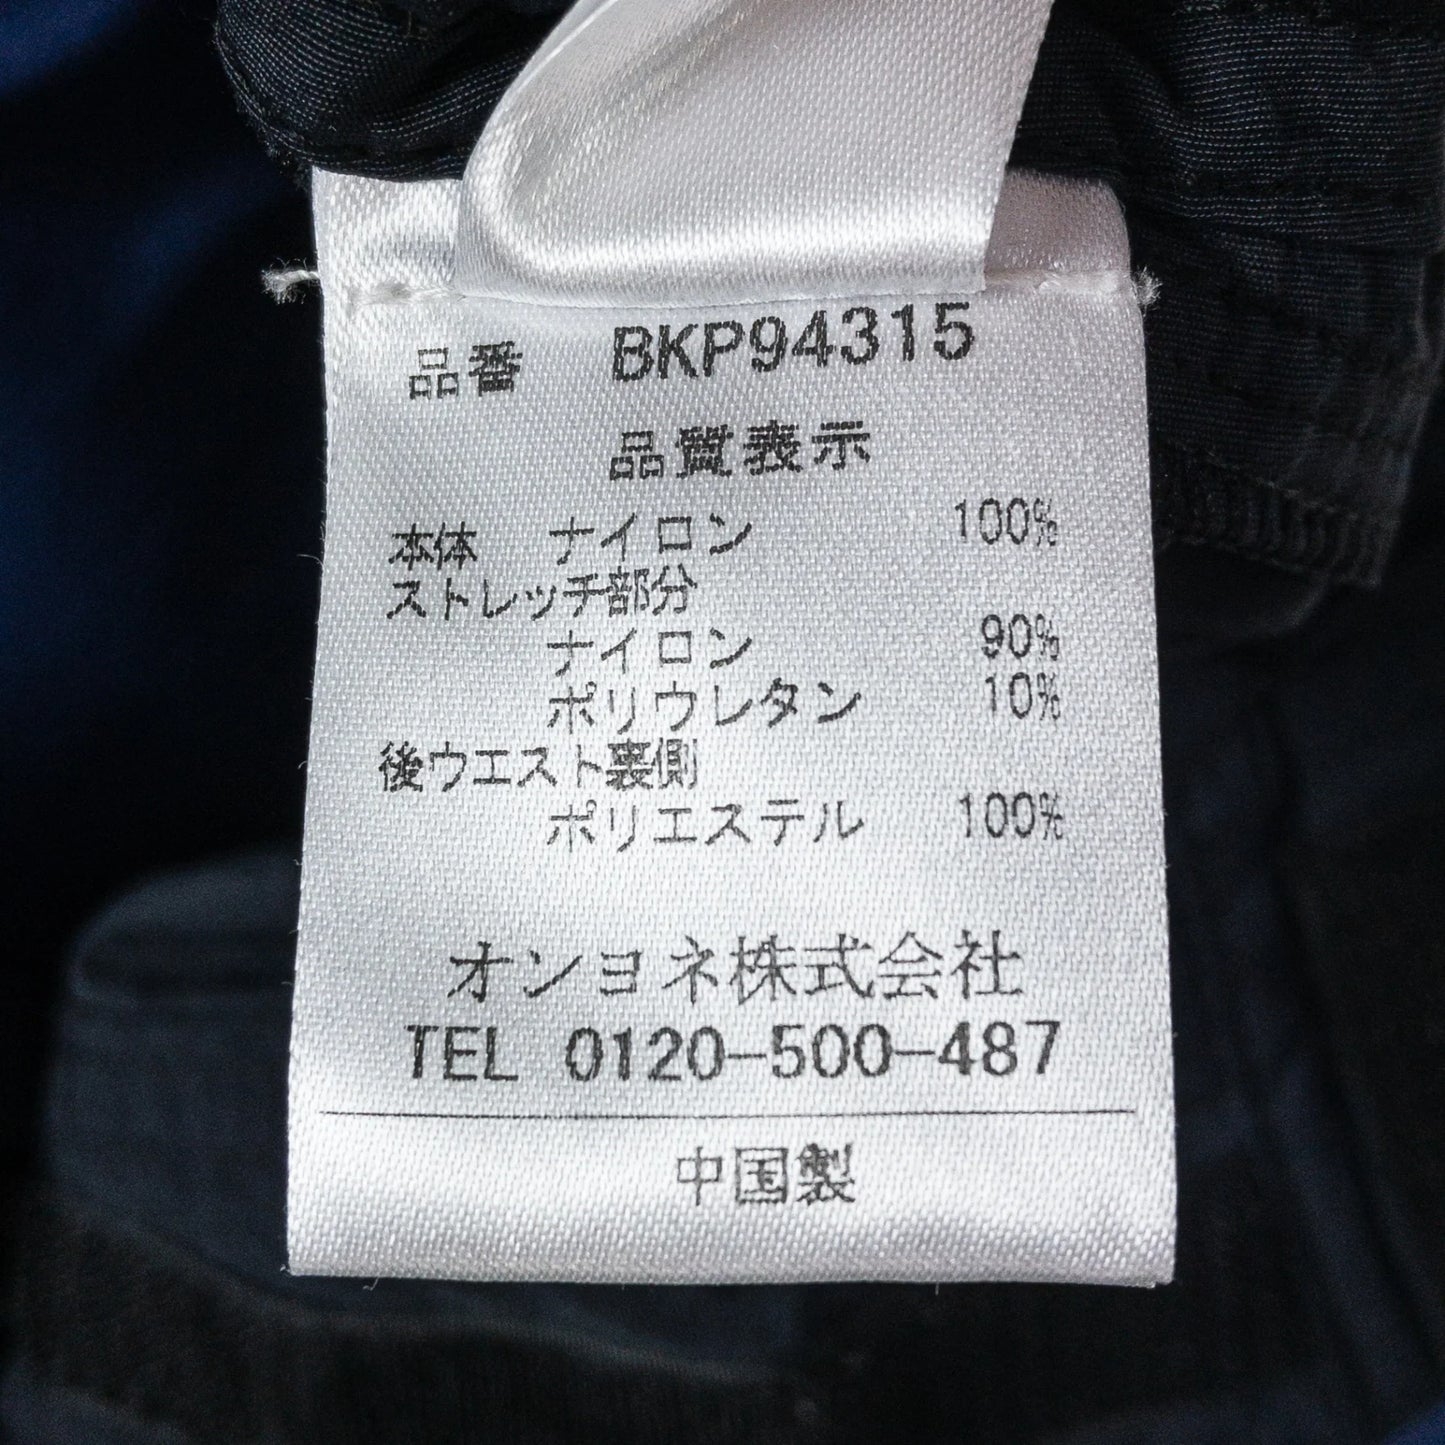 品番 BKP94315
品質表示
本体 ナイロン 100%
ストレッチ部分
ナイロン 90%
ポリウレタン 10%
後ウエスト裏側
ポリエステル 100%
オンヨネ株式会社
TEL 0120-500-487
中国製